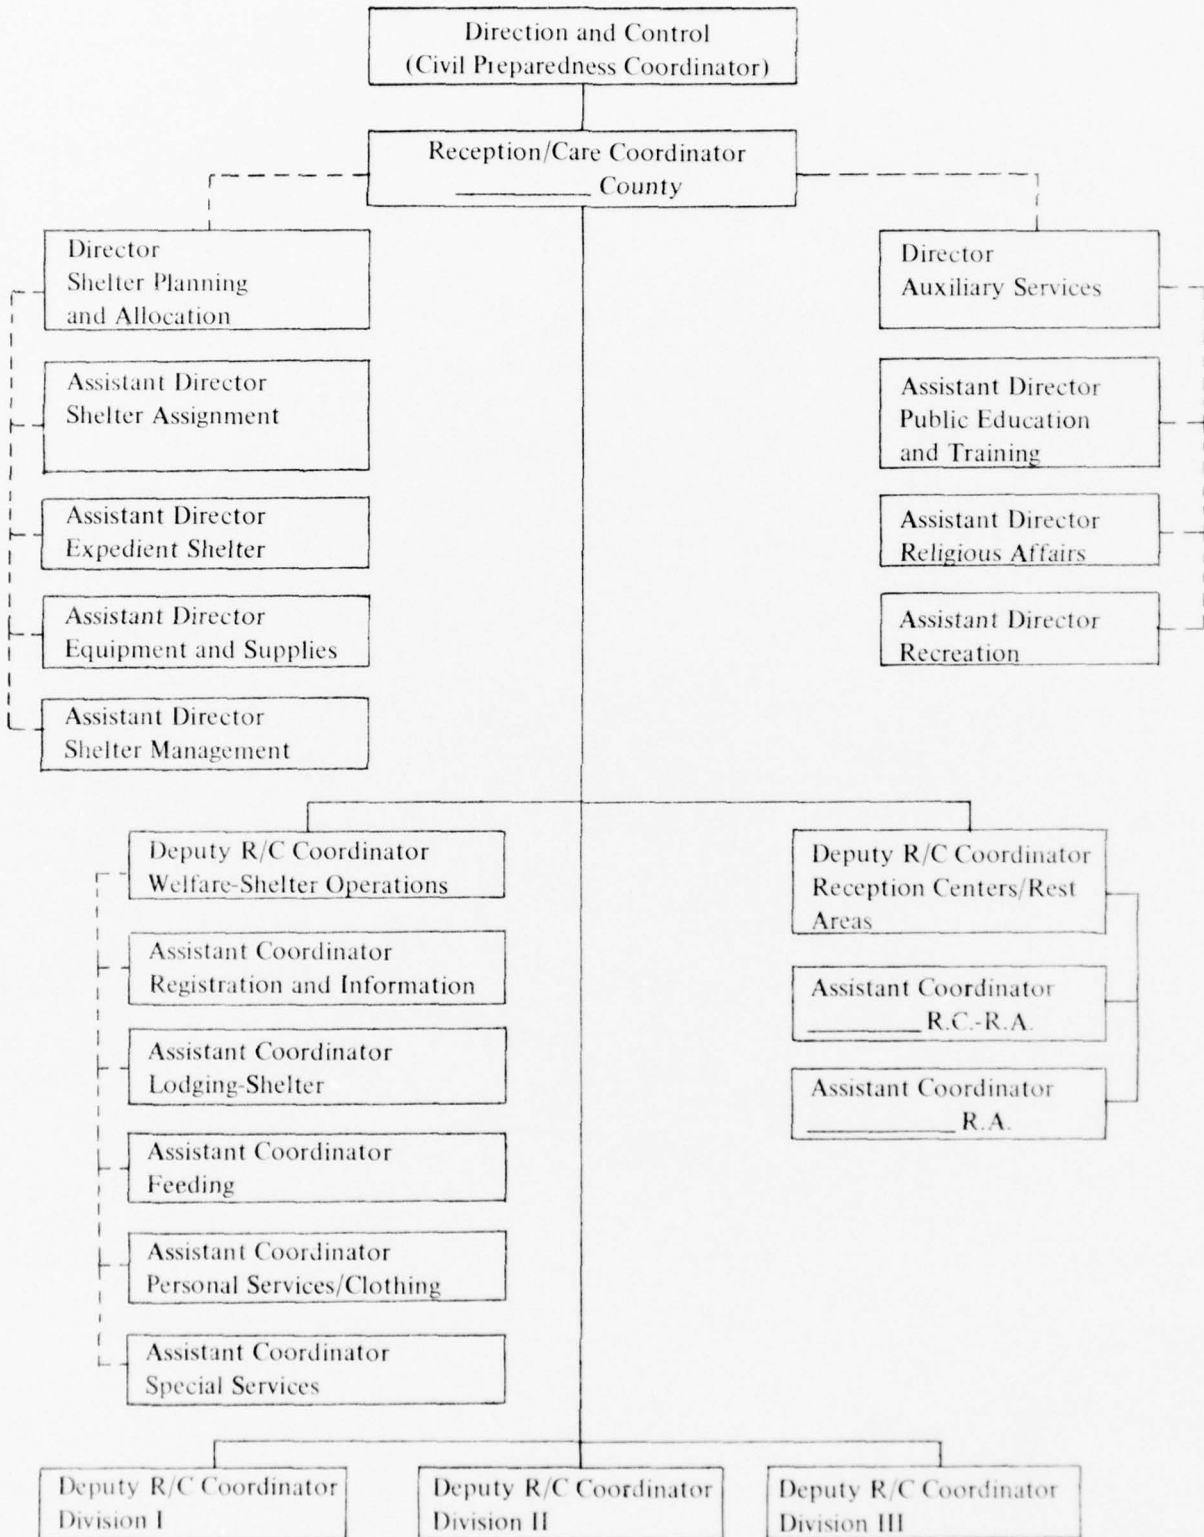 Direction and Control
(Civil Preparedness Coordinator)
Reception/Care Coordinator
__________ County
Director
Shelter Planning
and Allocation
Assistant Director
Shelter Assignment
Assistant Director
Expedient Shelter
Assistant Director
Equipment and Supplies
Assistant Director
Shelter Management
Director
Auxiliary Services
Assistant Director
Public Education
and Training
Assistant Director
Religious Affairs
Assistant Director
Recreation
Deputy R/C Coordinator
Welfare-Shelter Operations
Assistant Coordinator
Registration and Information
Assistant Coordinator
Lodging-Shelter
Assistant Coordinator
Feeding
Assistant Coordinator
Personal Services/Clothing
Assistant Coordinator
Special Services
Deputy R/C Coordinator
Reception Centers/Rest
Areas
Assistant Coordinator
________ R.C.-R.A.
Assistant Coordinator
___________ R.A.
Deputy R/C Coordinator
Division I
Deputy R/C Coordinator
Division II
Deputy R/C Coordinator
Division III